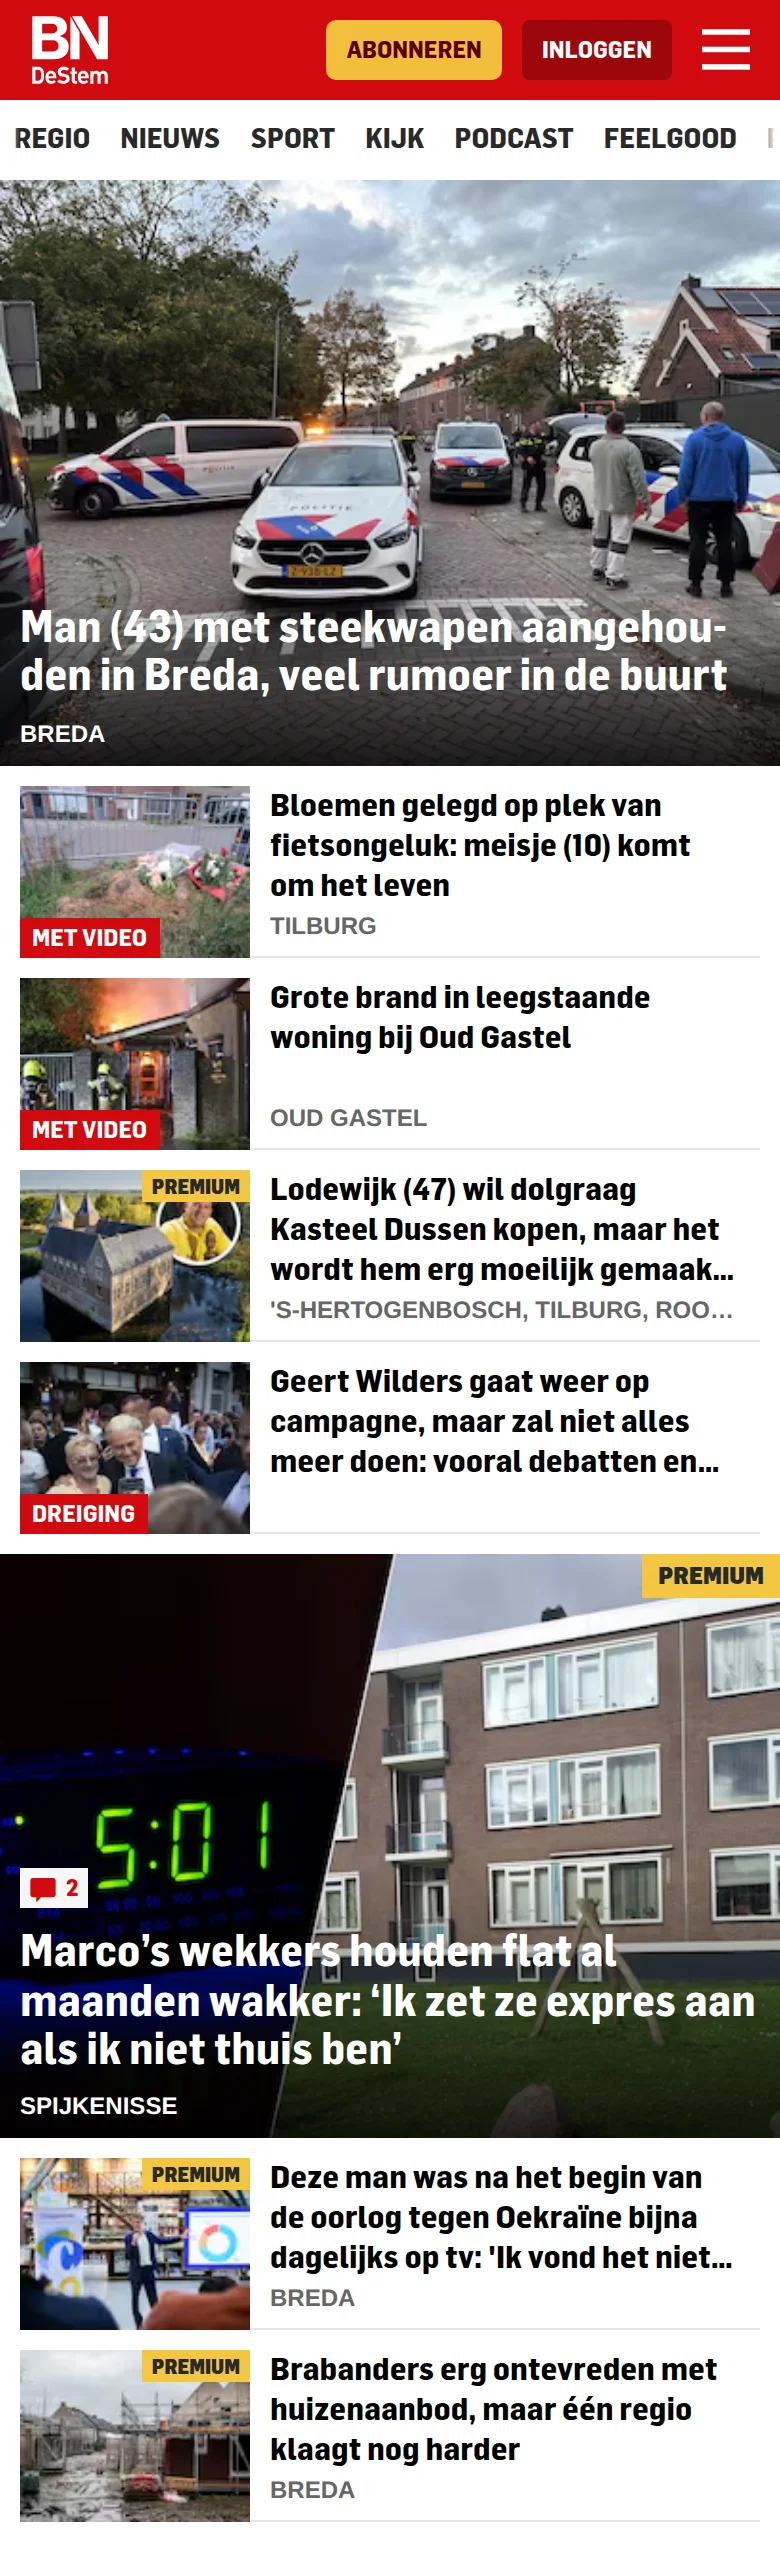 BN
DeStem
ABONNEREN
INLOGGEN
REGIO NIEUWS SPORT KIJK PODCAST FEELGOOD
POLITIE
Z-938-LZ
Man (43) met steekwapen aangehou-
den in Breda, veel rumoer in de buurt
BREDA
MET VIDEO
Bloemen gelegd op plek van
fietsongeluk: meisje (10) komt
om het leven
TILBURG
MET VIDEO
Grote brand in leegstaande
woning bij Oud Gastel
OUD GASTEL
PREMIUM
Lodewijk (47) wil dolgraag
Kasteel Dussen kopen, maar het
wordt hem erg moeilijk gemaak...
'S-HERTOGENBOSCH, TILBURG, ROO...
DREIGING
Geert Wilders gaat weer op
campagne, maar zal niet alles
meer doen: vooral debatten en...
PREMIUM
5:01
2
Marco’s wekkers houden flat al
maanden wakker: ‘Ik zet ze expres aan
als ik niet thuis ben’
SPIJKENISSE
PREMIUM
Deze man was na het begin van
de oorlog tegen Oekraïne bijna
dagelijks op tv: 'Ik vond het niet...
BREDA
PREMIUM
Brabanders erg ontevreden met
huizenaanbod, maar één regio
klaagt nog harder
BREDA